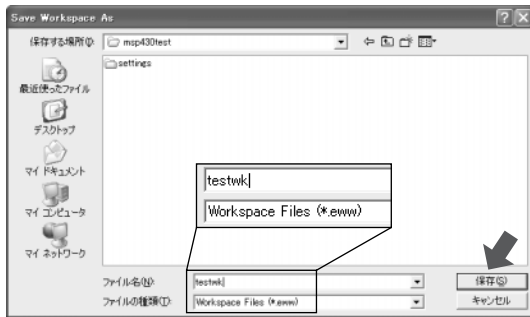 Save Workspace As
保存する場所(I): msp430test
settings
最近使ったファイル
デスクトップ
マイ ドキュメント
マイ コンピュータ
マイ ネットワーク
testwk
Workspace Files (*.eww)
ファイル名(N): testwk 保存(S)
ファイルの種類(T): Workspace Files (*.eww) キャンセル